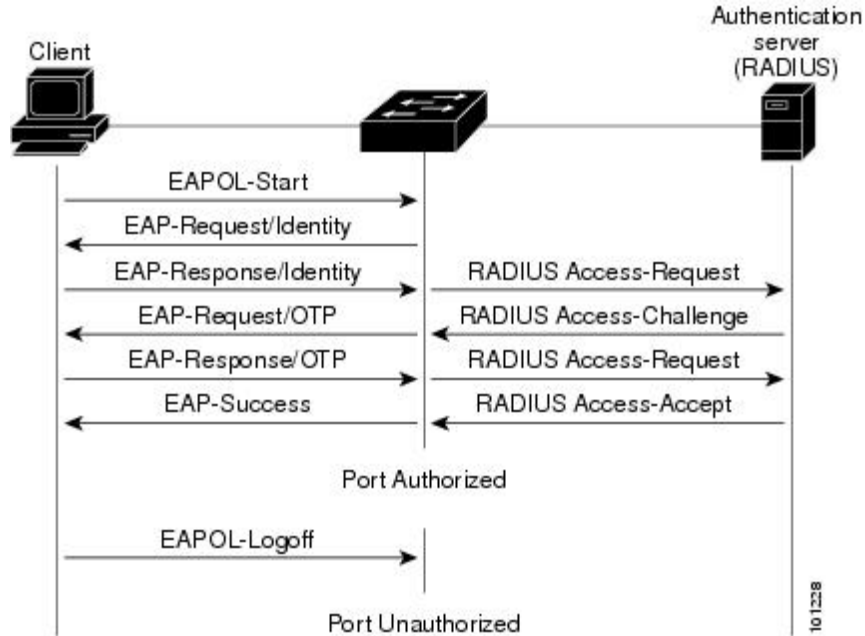 Authentication
server
(RADIUS)
Client
EAPOL-Start
EAP-Request/Identity
EAP-Response/Identity
RADIUS Access-Request
EAP-Request/OTP
RADIUS Access-Challenge
EAP-Response/OTP
RADIUS Access-Request
EAP-Success
RADIUS Access-Accept
Port Authorized
EAPOL-Logoff
Port Unauthorized
101228